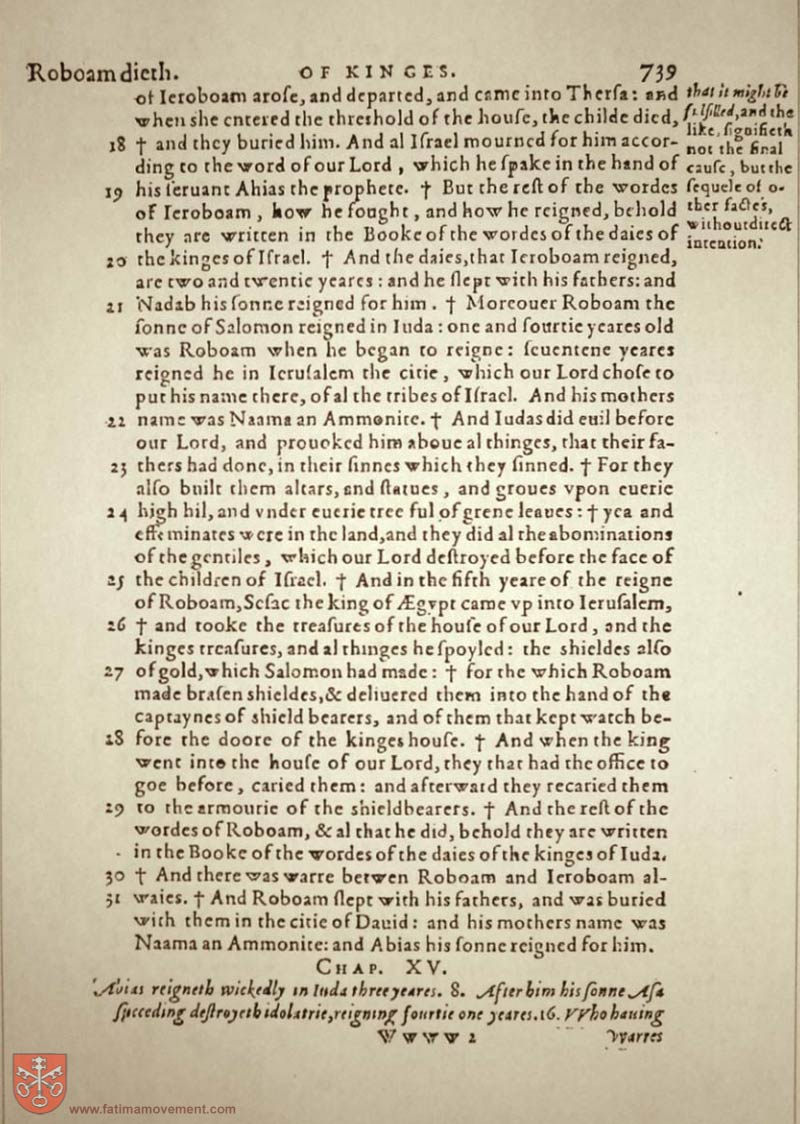 Roboam dieth.
OF KINGES.
739
of Ieroboam aroſe, and departed, and came into Therſa: and
when she entered the threshold of the houſe, the childe died,
18 † and they buried him. And al Iſrael mourned for him accor-
ding to the word of our Lord, which he ſpake in the hand of
19 his ſeruant Ahias the prophete. † But the reſt of the wordes
of Ieroboam, how he fought, and how he reigned, behold
they are written in the Booke of the wordes of the daies of
20 the kinges of Iſrael. † And the daies, that Ieroboam reigned,
are two and twentie yeares: and he ſlept with his fathers: and
21 Nadab his ſonne reigned for him. † Moreouer Roboam the
ſonne of Salomon reigned in Iuda: one and fourtie yeares old
was Roboam when he began to reigne: ſeuentene yeares
reigned he in Ieruſalem the citie, which our Lord choſe to
put his name there, of al the tribes of Iſrael. And his mothers
22 name was Naama an Ammonite. † And Iudas did euil before
our Lord, and prouoked him aboue al thinges, that their fa-
23 thers had done, in their ſinnes which they ſinned. † For they
alſo built them altars, and ſtatues, and groues vpon euerie
24 high hil, and vnder euerie tree ful of grene leaues: † yea and
effeminates were in the land, and they did al the abominations
of the gentiles, which our Lord deſtroyed before the face of
25 the children of Iſrael. † And in the fifth yeare of the reigne
of Roboam, Seſac the king of Ægypt came vp into Ieruſalem,
26 † and tooke the treaſures of the houſe of our Lord, and the
kinges treaſures, and al thinges he ſpoyled: the shieldes alſo
27 of gold, which Salomon had made: † for the which Roboam
made braſen shieldes, & deliuered them into the hand of the
captaynes of shield bearers, and of them that kept watch be-
28 fore the doore of the kinges houſe. † And when the king
went into the houſe of our Lord, they that had the office to
goe before, caried them: and afterward they recaried them
29 to the armourie of the shieldbearers. † And the reſt of the
wordes of Roboam, & al that he did, behold they are written
in the Booke of the wordes of the daies of the kinges of Iuda.
30 † And there was warre betwen Roboam and Ieroboam al-
31 waies. † And Roboam ſlept with his fathers, and was buried
with them in the citie of Dauid: and his mothers name was
Naama an Ammonite: and Abias his ſonne reigned for him.
that it might be
fulfilled, and the
like, ſignifieth
not the final
cauſe, but the
ſequele of o-
ther factes,
without direct
intention.
CHAP. XV.
Abias reigneth wickedly in Iuda three yeares. 8. After him his ſonne Aſa
ſucceeding deſtroyeth idolatrie, reigning fourtie one yeares. 16. VVho hauing
Wwww 2
warres
www.fatimamovement.com